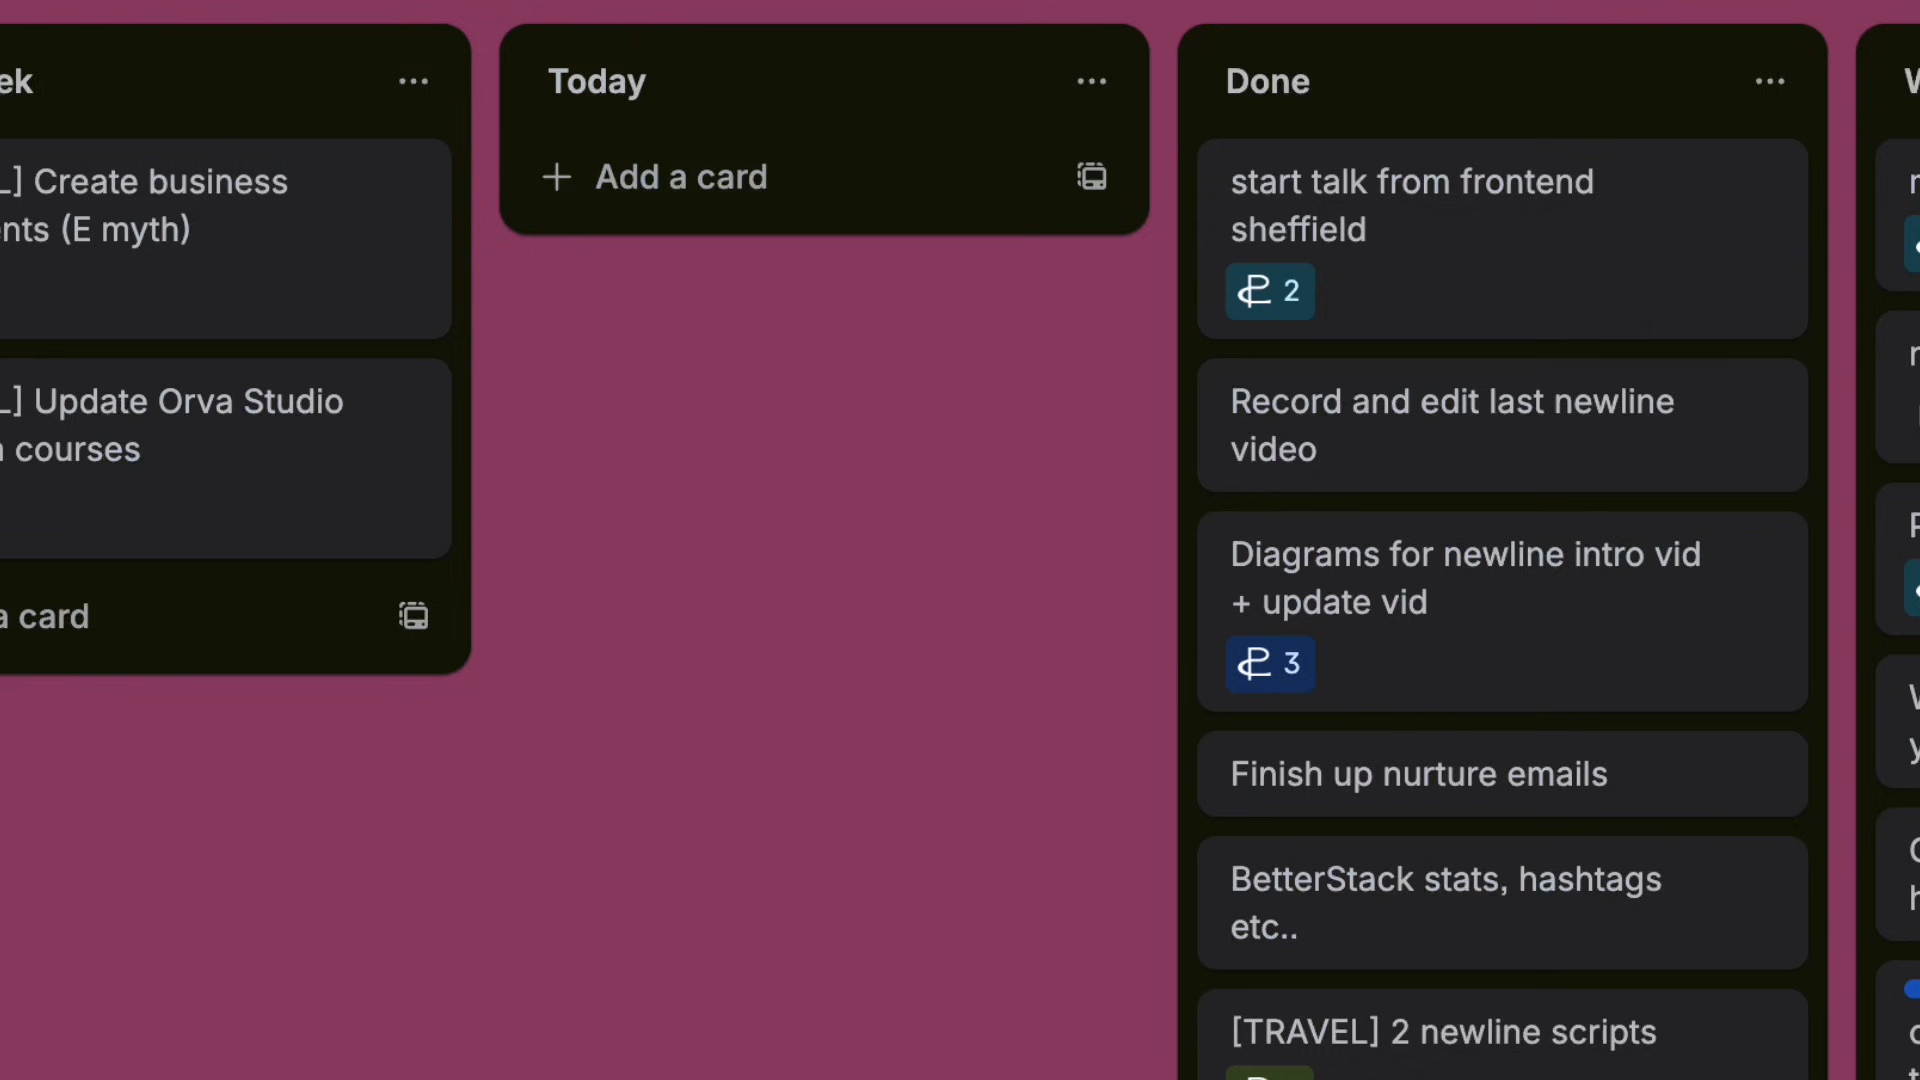 ek
L] Create business
nts (E myth)
L] Update Orva Studio
courses
a card
Today
Add a card
Done
start talk from frontend
sheffield
2
Record and edit last newline
video
Diagrams for newline intro vid
+ update vid
3
Finish up nurture emails
BetterStack stats, hashtags
etc..
[TRAVEL] 2 newline scripts